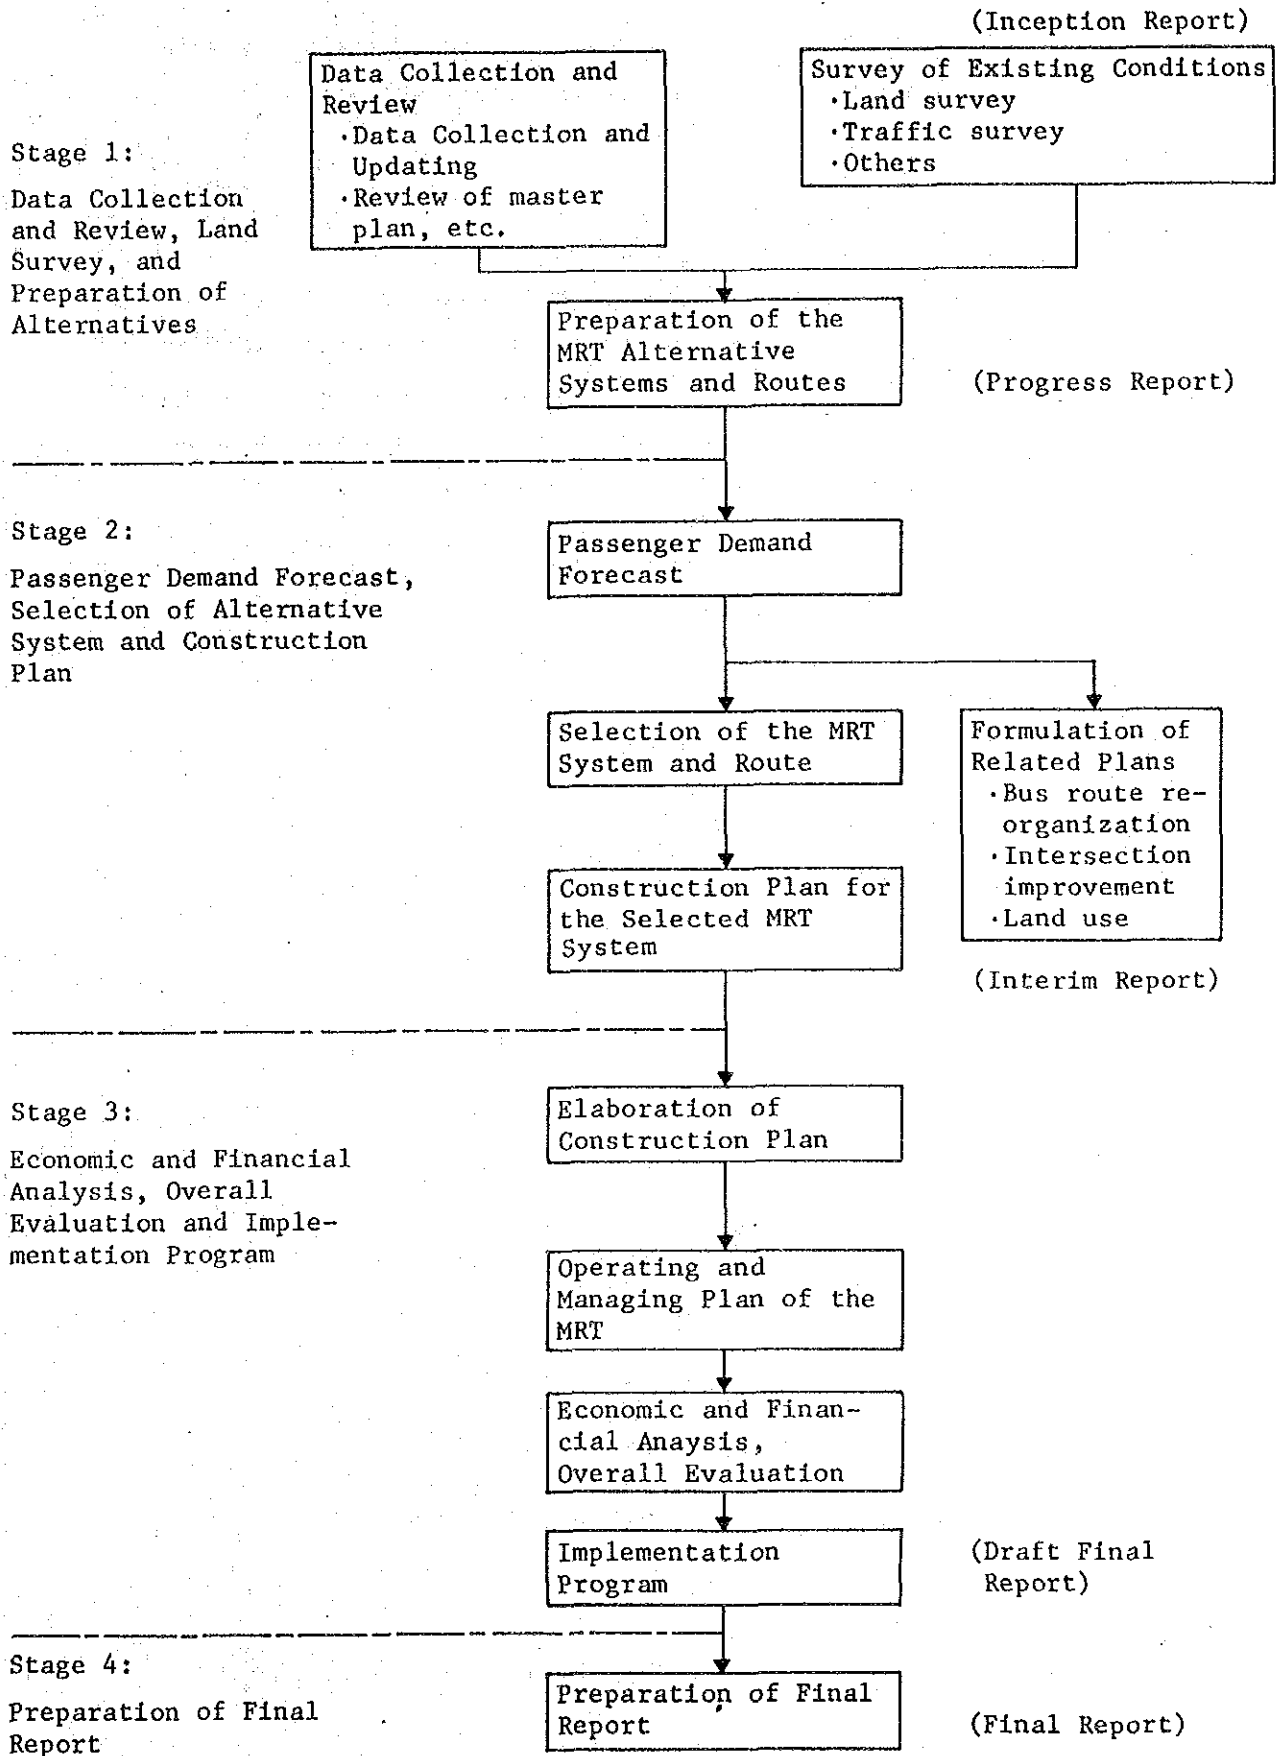 (Inception Report)
Data Collection and
Review
·Data Collection and
Updating
·Review of master
plan, etc.
Survey of Existing Conditions
·Land survey
·Traffic survey
·Others
Stage 1:
Data Collection
and Review, Land
Survey, and
Preparation of
Alternatives
Preparation of the
MRT Alternative
Systems and Routes
(Progress Report)
Stage 2:
Passenger Demand Forecast,
Selection of Alternative
System and Construction
Plan
Passenger Demand
Forecast
Selection of the MRT
System and Route
Formulation of
Related Plans
·Bus route re-
organization
·Intersection
improvement
·Land use
Construction Plan for
the Selected MRT
System
(Interim Report)
Stage 3:
Economic and Financial
Analysis, Overall
Evaluation and Imple-
mentation Program
Elaboration of
Construction Plan
Operating and
Managing Plan of the
MRT
Economic and Finan-
cial Anaysis,
Overall Evaluation
Implementation
Program
(Draft Final
Report)
Stage 4:
Preparation of Final
Report
Preparation of Final
Report
(Final Report)